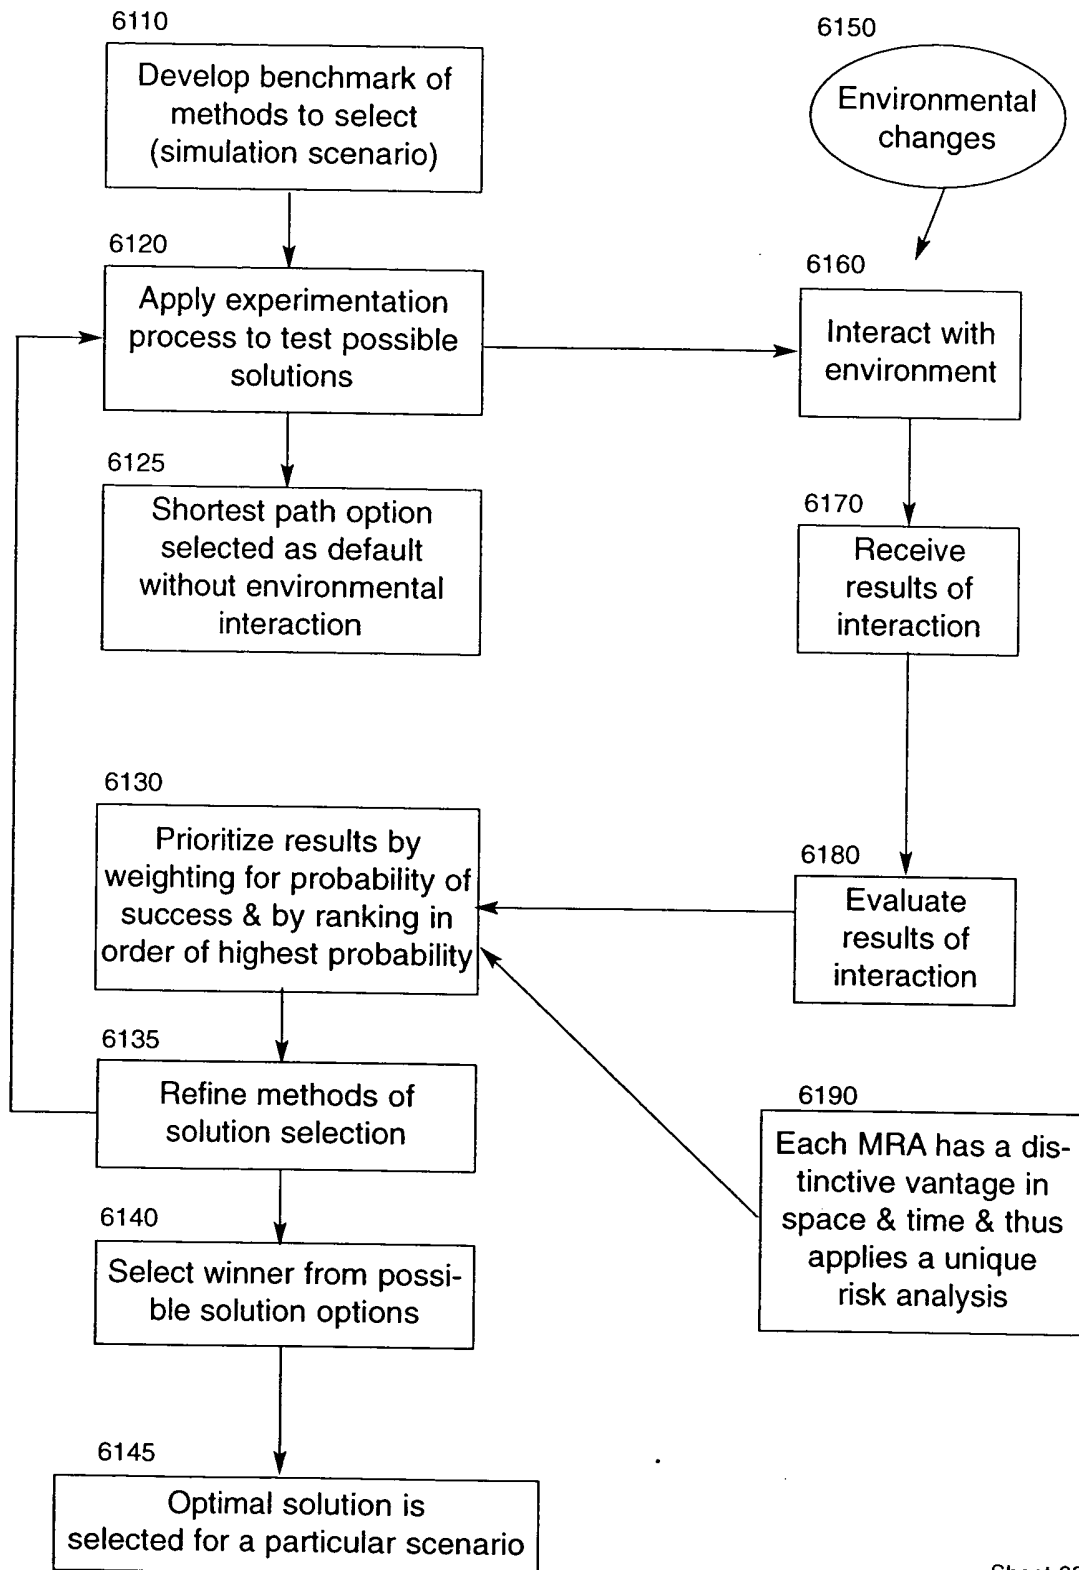 6110
Develop benchmark of
methods to select
(simulation scenario)
6150
Environmental
changes
6120
Apply experimentation
process to test possible
solutions
6160
Interact with
environment
6125
Shortest path option
selected as default
without environmental
interaction
6170
Receive
results of
interaction
6130
Prioritize results by
weighting for probability of
success & by ranking in
order of highest probability
6180
Evaluate
results of
interaction
6135
Refine methods of
solution selection
6190
Each MRA has a dis-
tinctive vantage in
space & time & thus
applies a unique
risk analysis
6140
Select winner from possi-
ble solution options
6145
Optimal solution is
selected for a particular scenario